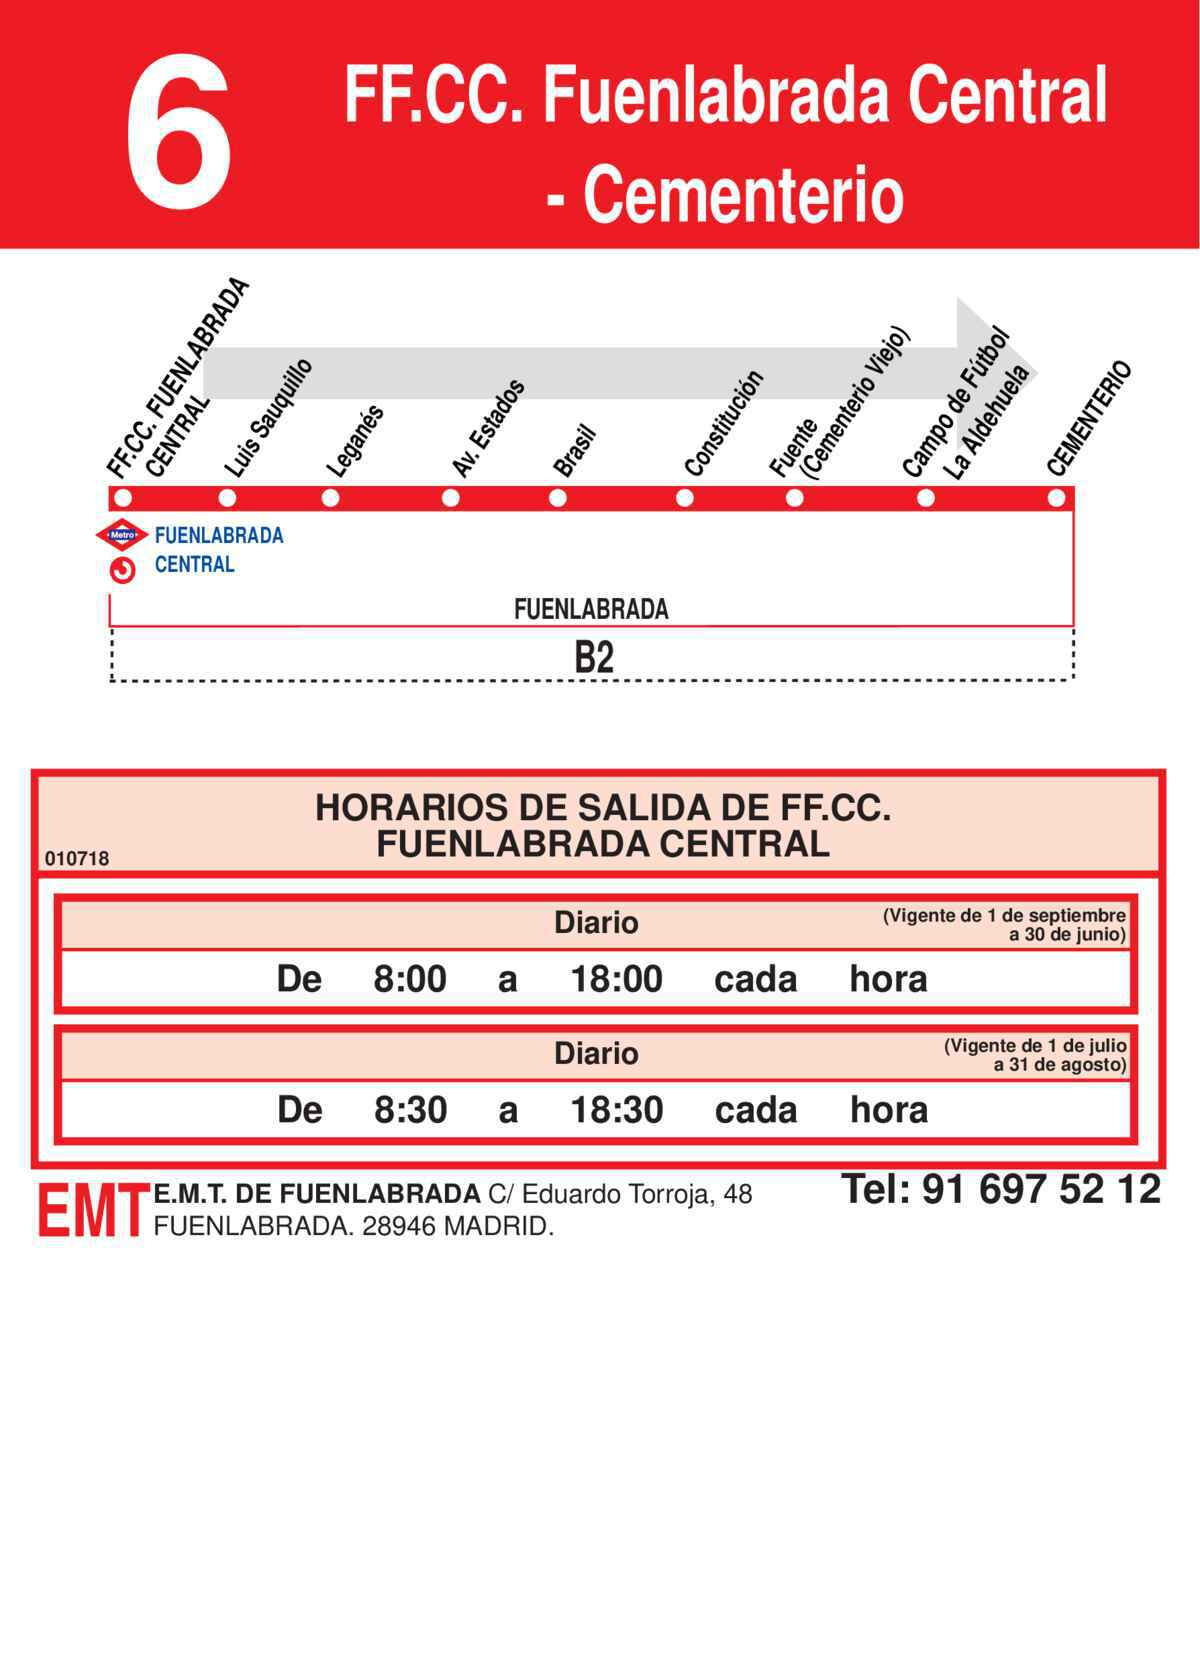 6
FF.CC. Fuenlabrada Central
- Cementerio
FF.CC. FUENLABRADA
CENTRAL
Luis Sauquillo
Leganés
Av. Estados
Brasil
Constitución
Fuente
(Cementerio Viejo)
Campo de Fútbol
La Aldehuela
CEMENTERIO
Metro
FUENLABRADA
CENTRAL
FUENLABRADA
B2
HORARIOS DE SALIDA DE FF.CC.
FUENLABRADA CENTRAL
010718
Diario
(Vigente de 1 de septiembre
a 30 de junio)
De 8:00 a 18:00 cada hora
Diario
(Vigente de 1 de julio
a 31 de agosto)
De 8:30 a 18:30 cada hora
EMT
E.M.T. DE FUENLABRADA C/ Eduardo Torroja, 48
FUENLABRADA. 28946 MADRID.
Tel: 91 697 52 12